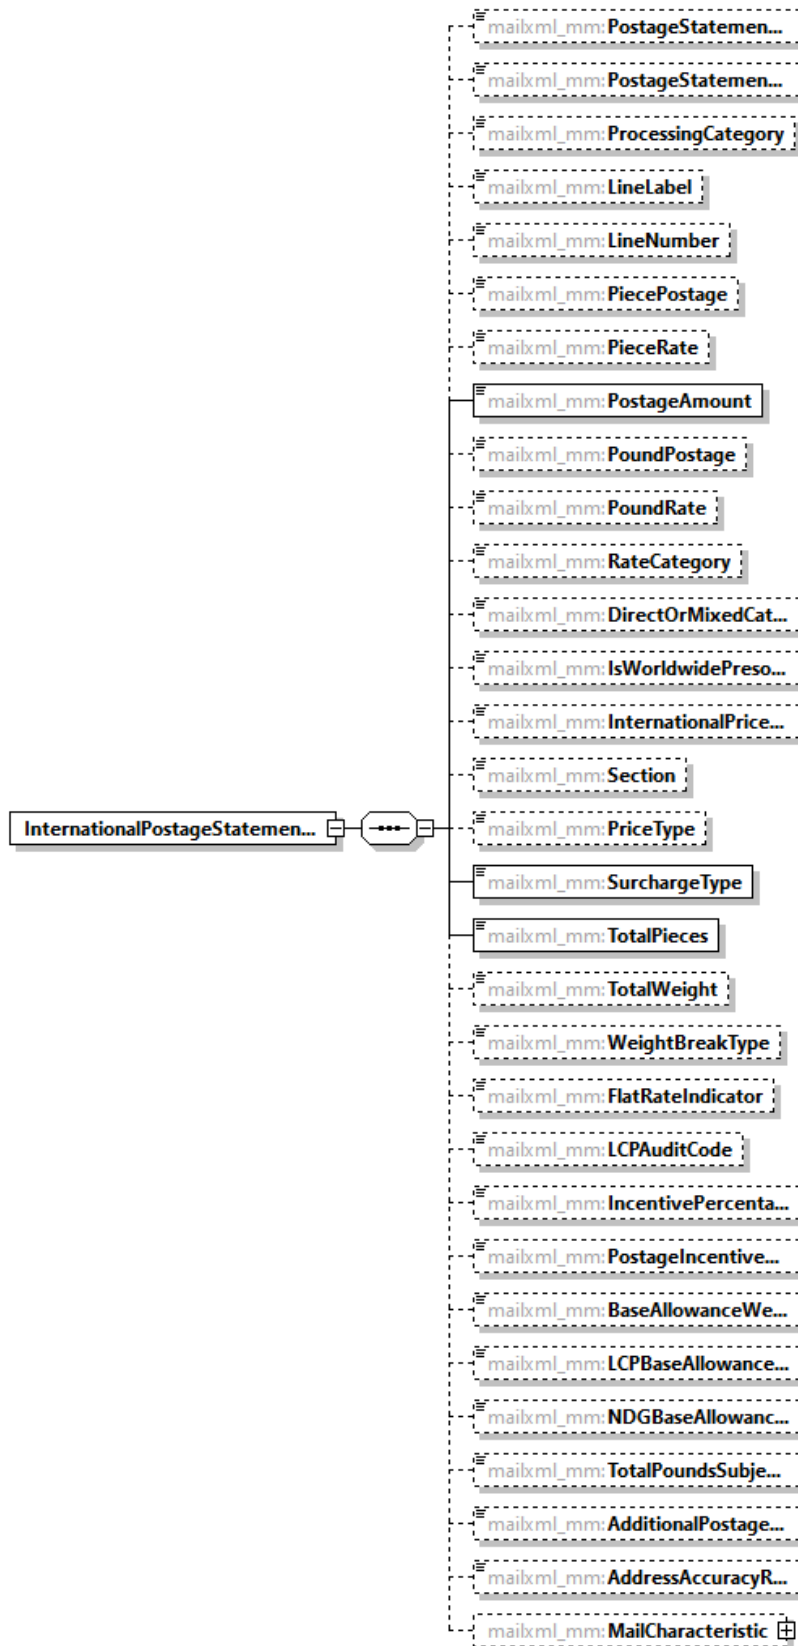 mailxml_mm:PostageStatemen...
mailxml_mm:PostageStatemen...
mailxml_mm:ProcessingCategory
mailxml_mm:LineLabel
mailxml_mm:LineNumber
mailxml_mm:PiecePostage
mailxml_mm:PieceRate
mailxml_mm:PostageAmount
mailxml_mm:PoundPostage
mailxml_mm:PoundRate
mailxml_mm:RateCategory
mailxml_mm:DirectOrMixedCat...
mailxml_mm:IsWorldwidePreso...
mailxml_mm:InternationalPrice...
mailxml_mm:Section
InternationalPostageStatemen...
mailxml_mm:PriceType
mailxml_mm:SurchargeType
mailxml_mm:TotalPieces
mailxml_mm:TotalWeight
mailxml_mm:WeightBreakType
mailxml_mm:FlatRateIndicator
mailxml_mm:LCPAuditCode
mailxml_mm:IncentivePercenta...
mailxml_mm:PostageIncentive...
mailxml_mm:BaseAllowanceWe...
mailxml_mm:LCPBaseAllowance...
mailxml_mm:NDGBaseAllowanc...
mailxml_mm:TotalPoundsSubje...
mailxml_mm:AdditionalPostage...
mailxml_mm:AddressAccuracyR...
mailxml_mm:MailCharacteristic